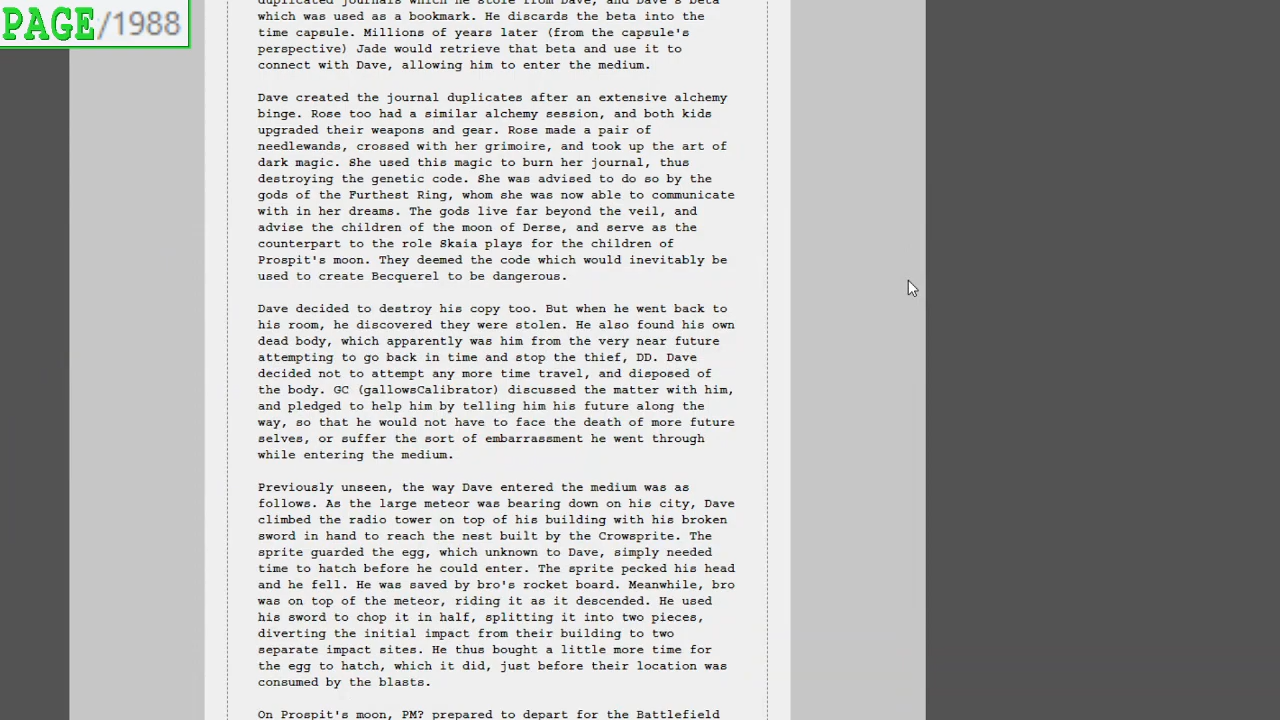 PAGE/1988
duplicated journals which he stole from Dave, and Dave's beta
which was used as a bookmark. He discards the beta into the
time capsule. Millions of years later (from the capsule's
perspective) Jade would retrieve that beta and use it to
connect with Dave, allowing him to enter the medium.
Dave created the journal duplicates after an extensive alchemy
binge. Rose too had a similar alchemy session, and both kids
upgraded their weapons and gear. Rose made a pair of
needlewands, crossed with her grimoire, and took up the art of
dark magic. She used this magic to burn her journal, thus
destroying the genetic code. She was advised to do so by the
gods of the Furthest Ring, whom she was now able to communicate
with in her dreams. The gods live far beyond the veil, and
advise the children of the moon of Derse, and serve as the
counterpart to the role Skaia plays for the children of
Prospit's moon. They deemed the code which would inevitably be
used to create Becquerel to be dangerous.
Dave decided to destroy his copy too. But when he went back to
his room, he discovered they were stolen. He also found his own
dead body, which apparently was him from the very near future
attempting to go back in time and stop the thief, DD. Dave
decided not to attempt any more time travel, and disposed of
the body. GC (gallowsCalibrator) discussed the matter with him,
and pledged to help him by telling him his future along the
way, so that he would not have to face the death of more future
selves, or suffer the sort of embarrassment he went through
while entering the medium.
Previously unseen, the way Dave entered the medium was as
follows. As the large meteor was bearing down on his city, Dave
climbed the radio tower on top of his building with his broken
sword in hand to reach the nest built by the Crowsprite. The
sprite guarded the egg, which unknown to Dave, simply needed
time to hatch before he could enter. The sprite pecked his head
and he fell. He was saved by bro's rocket board. Meanwhile, bro
was on top of the meteor, riding it as it descended. He used
his sword to chop it in half, splitting it into two pieces,
diverting the initial impact from their building to two
separate impact sites. He thus bought a little more time for
the egg to hatch, which it did, just before their location was
consumed by the blasts.
On Prospit's moon, PM? prepared to depart for the Battlefield